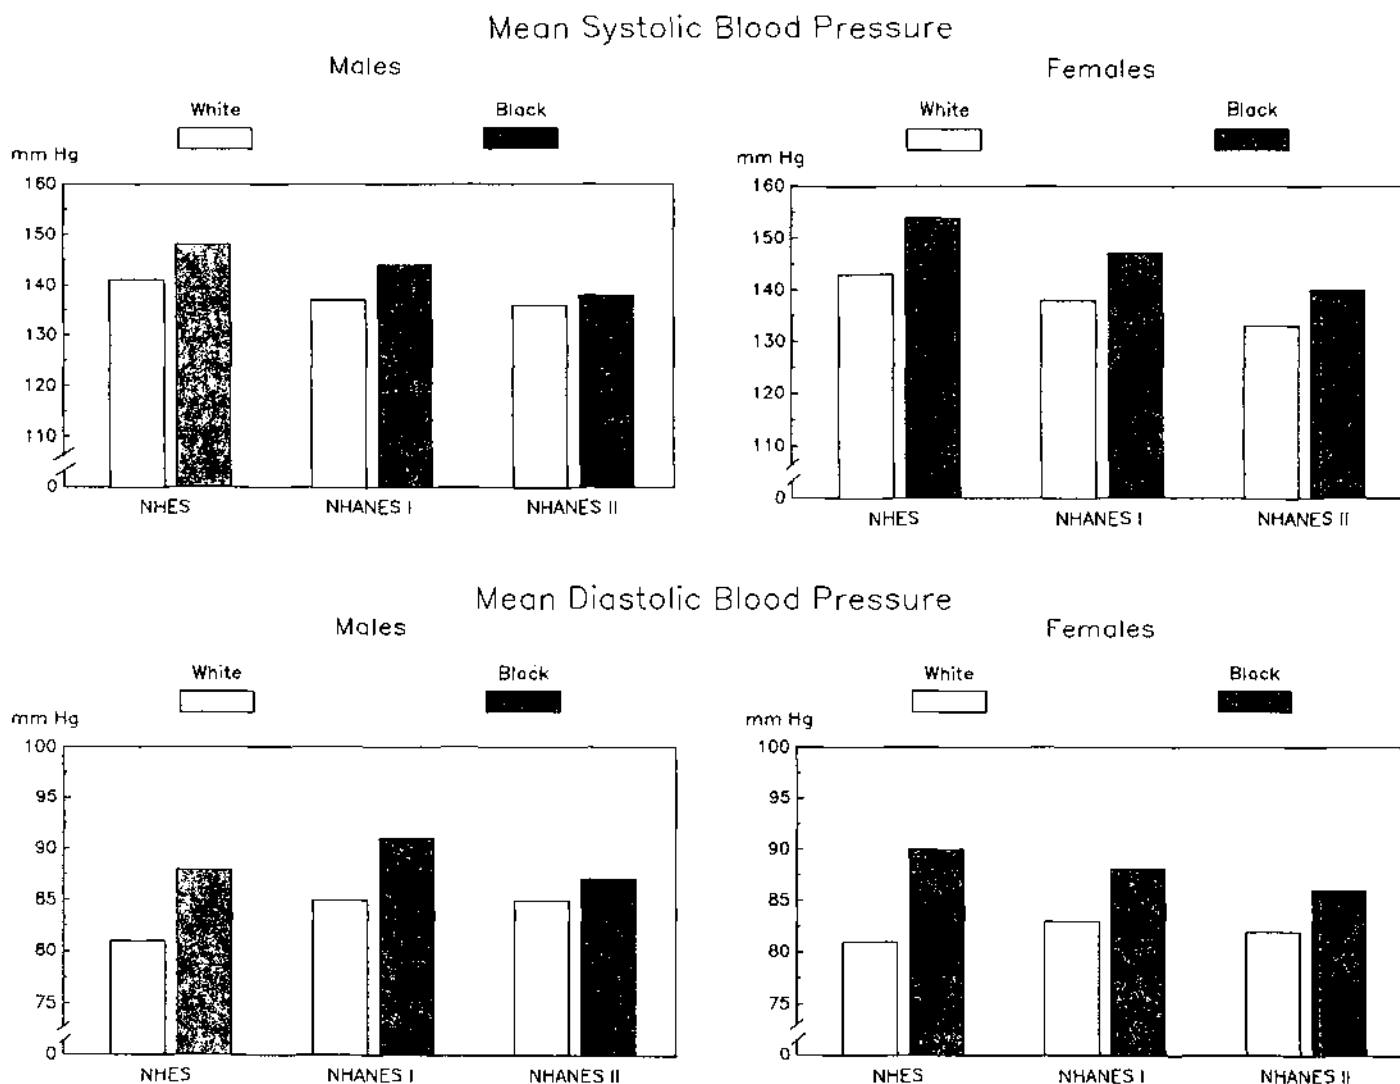 Mean Systolic Blood Pressure
Males
White Black
mm Hg
160
150
140
130
120
110
0
NHES NHANES I NHANES II
Females
White Black
mm Hg
160
150
140
130
120
110
0
NHES NHANES I NHANES II
Mean Diastolic Blood Pressure
Males
White Black
mm Hg
100
95
90
85
80
75
0
NHES NHANES I NHANES II
Females
White Black
mm Hg
100
95
90
85
80
75
0
NHES NHANES I NHANES II